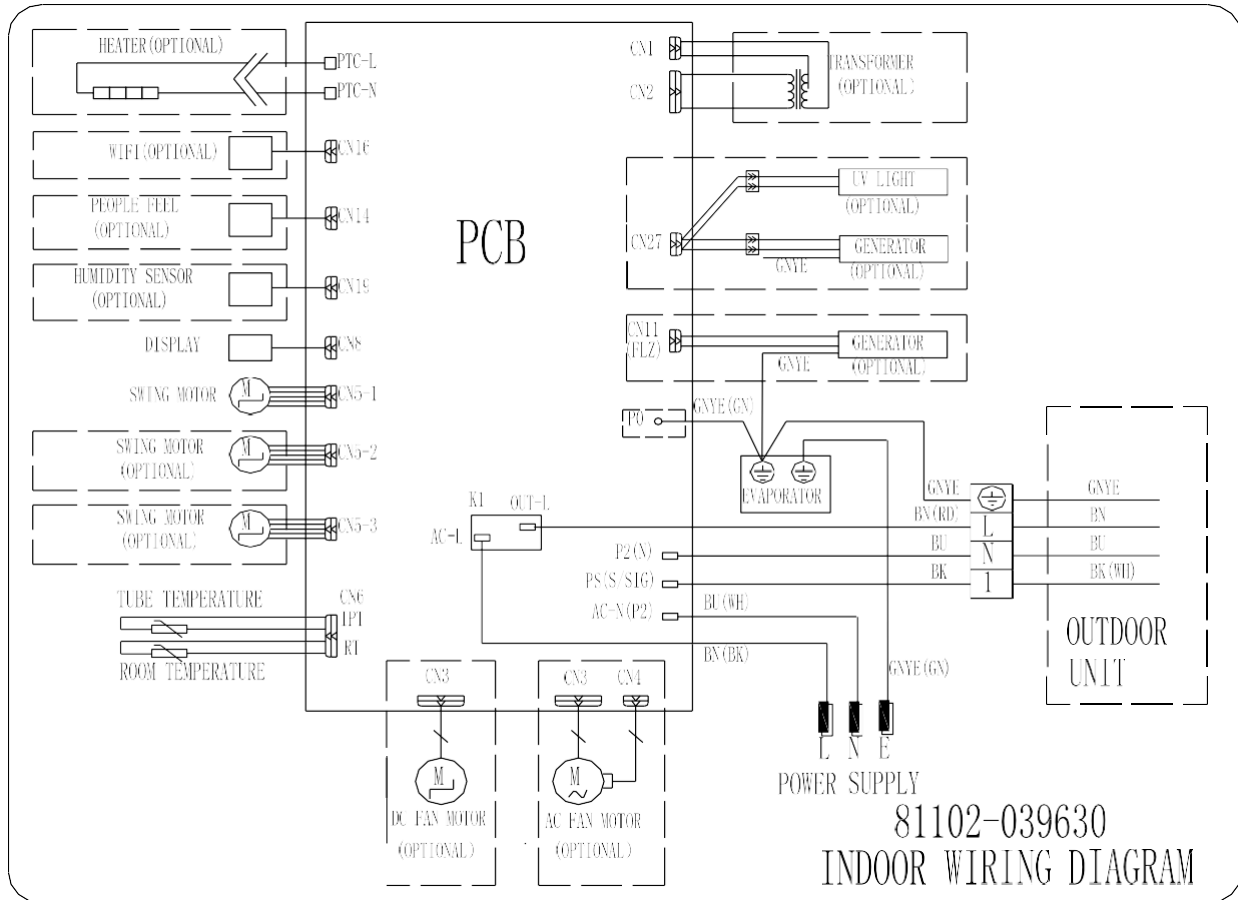 HEATER(OPTIONAL)
PTC-L
PTC-N
WIFI(OPTIONAL)
CN16
PEOPLE FEEL
(OPTIONAL)
CN14
HUMIDITY SENSOR
(OPTIONAL)
CN19
DISPLAY
CN8
SWING MOTOR
M
CN5-1
SWING MOTOR
(OPTIONAL)
M
CN5-2
SWING MOTOR
(OPTIONAL)
M
CN5-3
TUBE TEMPERATURE
CN6
IPT
RT
ROOM TEMPERATURE
PCB
K1
OUT-L
AC-L
CN3
M
DC FAN MOTOR
(OPTIONAL)
CN3
CN4
M
AC FAN MOTOR
(OPTIONAL)
CN1
CN2
TRANSFORMER
(OPTIONAL)
CN27
UV LIGHT
(OPTIONAL)
GENERATOR
(OPTIONAL)
GNYE
CN11
(FLZ)
GENERATOR
(OPTIONAL)
GNYE
P0
GNYE(GN)
EVAPORATOR
P2(N)
PS(S/SIG)
AC-N(P2)
BU(WH)
BN(BK)
GNYE(GN)
GNYE
BN(RD)
BU
BK
L
N
1
GNYE
BN
BU
BK(WH)
OUTDOOR
UNIT
L N E
POWER SUPPLY
81102-039630
INDOOR WIRING DIAGRAM